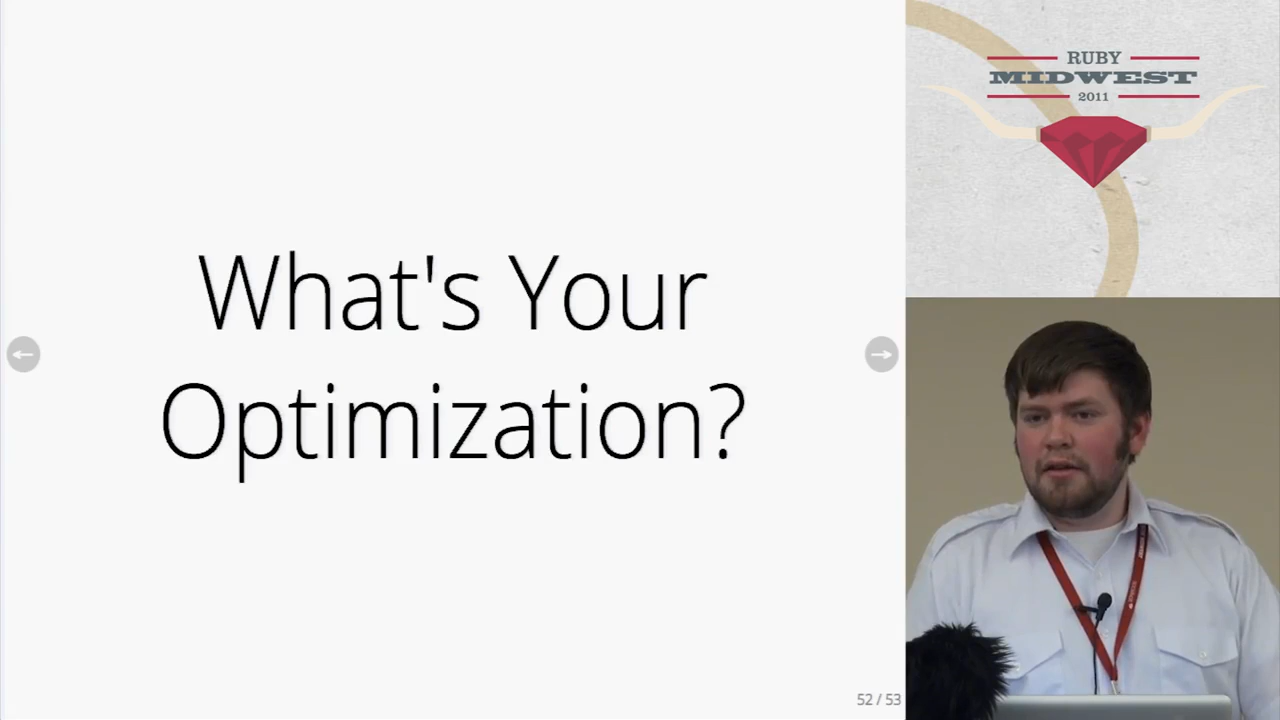 What's Your
Optimization?
52 / 53
RUBY
MIDWEST
2011